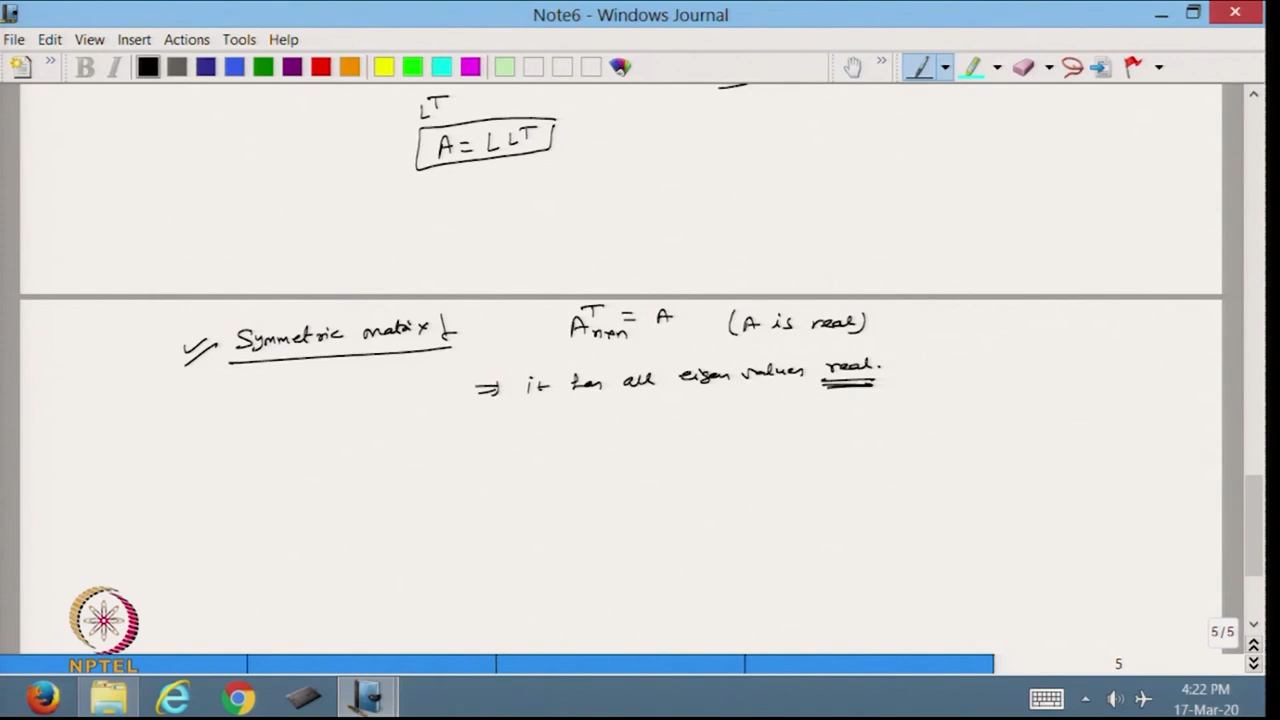 Note6 - Windows Journal
File Edit View Insert Actions Tools Help
L^T
A = L L^T
Symmetric matrix :-
A^T_{n×n} = A (A is real)
⇒ it has all eigen values real.
5/5
NPTEL
5
4:22 PM
17-Mar-20